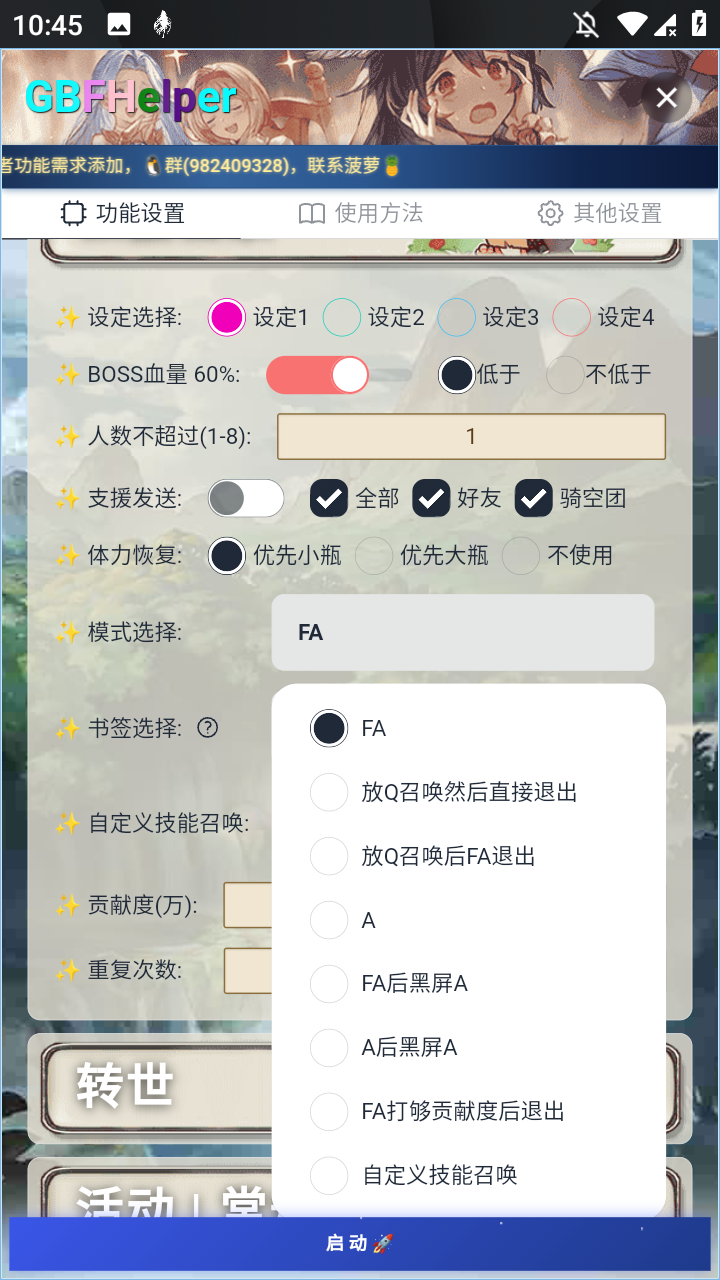 10:45
GBFHelper
者功能需求添加，🐧群(982409328)，联系菠萝🍍
功能设置 使用方法 其他设置
✨ 设定选择: 设定1 设定2 设定3 设定4
✨ BOSS血量 60%: 低于 不低于
✨ 人数不超过(1-8): 1
✨ 支援发送: 全部 好友 骑空团
✨ 体力恢复: 优先小瓶 优先大瓶 不使用
✨ 模式选择: FA
✨ 书签选择: ?
FA
放Q召唤然后直接退出
✨ 自定义技能召唤:
放Q召唤后FA退出
✨ 贡献度(万):
A
✨ 重复次数:
FA后黑屏A
A后黑屏A
转世
FA打够贡献度后退出
自定义技能召唤
活动 |
启动🚀